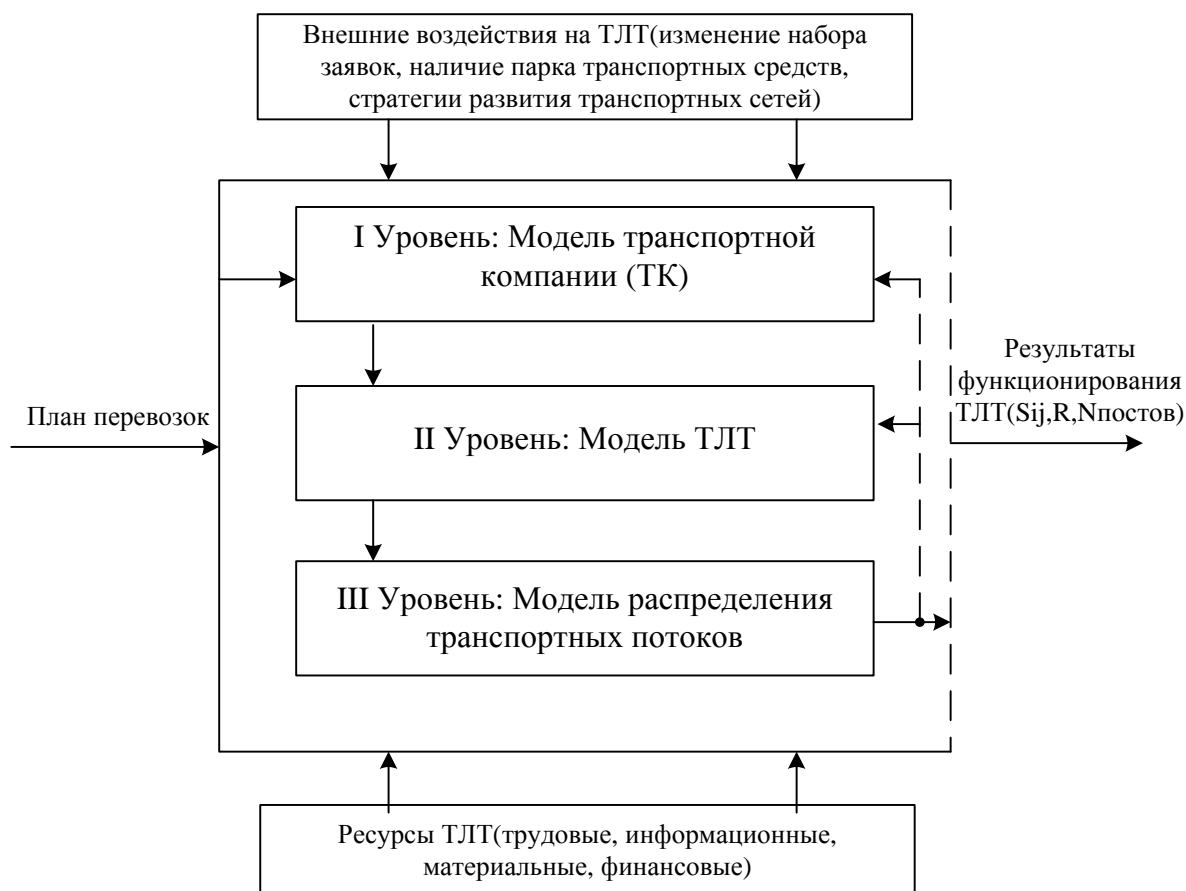 Внешние воздействия на ТЛТ(изменение набора
заявок, наличие парка транспортных средств,
стратегии развития транспортных сетей)
I Уровень: Модель транспортной
компании (ТК)
План перевозок
II Уровень: Модель ТЛТ
Результаты
функционирования
ТЛТ(Sij,R,Nпостов)
III Уровень: Модель распределения
транспортных потоков
Ресурсы ТЛТ(трудовые, информационные,
материальные, финансовые)